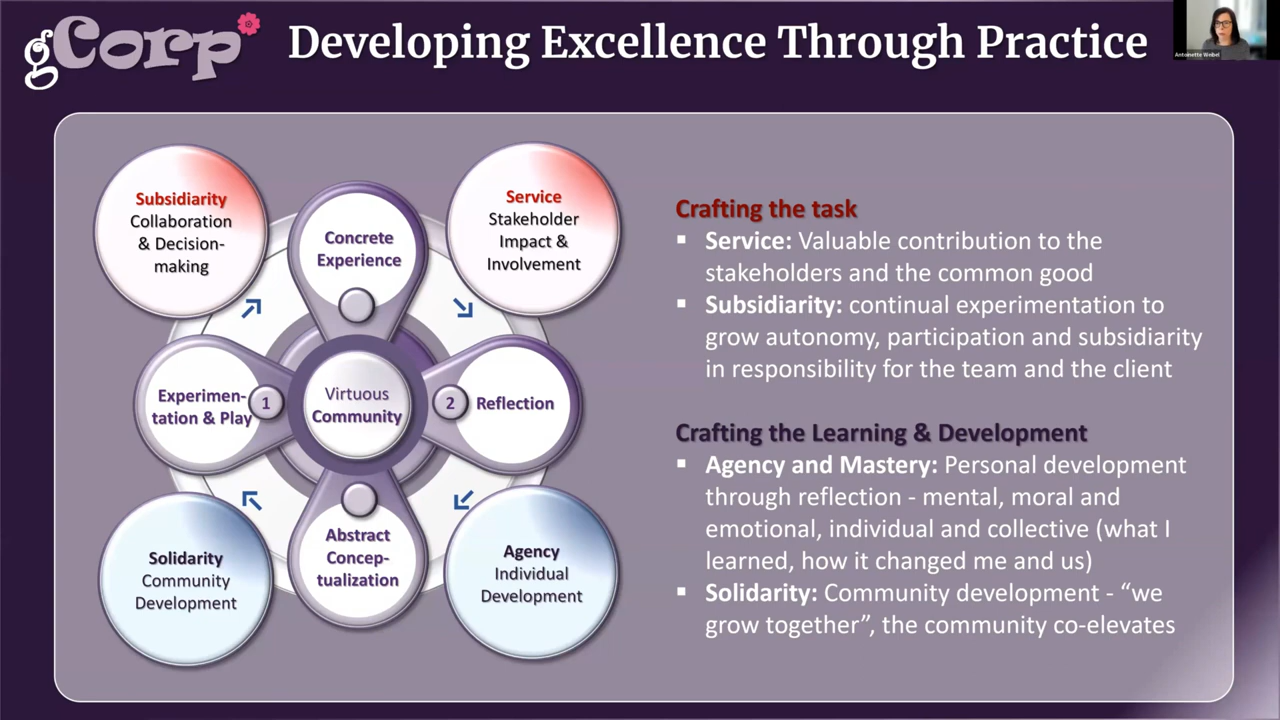 gCorp
Developing Excellence Through Practice
Antoinette Weibel
Subsidiarity
Collaboration
& Decision-
making
Service
Stakeholder
Impact &
Involvement
Concrete
Experience
Experimen-
tation & Play
1
Virtuous
Community
2
Reflection
Abstract
Concep-
tualization
Solidarity
Community
Development
Agency
Individual
Development
Crafting the task
▪ Service: Valuable contribution to the
stakeholders and the common good
▪ Subsidiarity: continual experimentation to
grow autonomy, participation and subsidiarity
in responsibility for the team and the client
Crafting the Learning & Development
▪ Agency and Mastery: Personal development
through reflection - mental, moral and
emotional, individual and collective (what I
learned, how it changed me and us)
▪ Solidarity: Community development - “we
grow together”, the community co-elevates